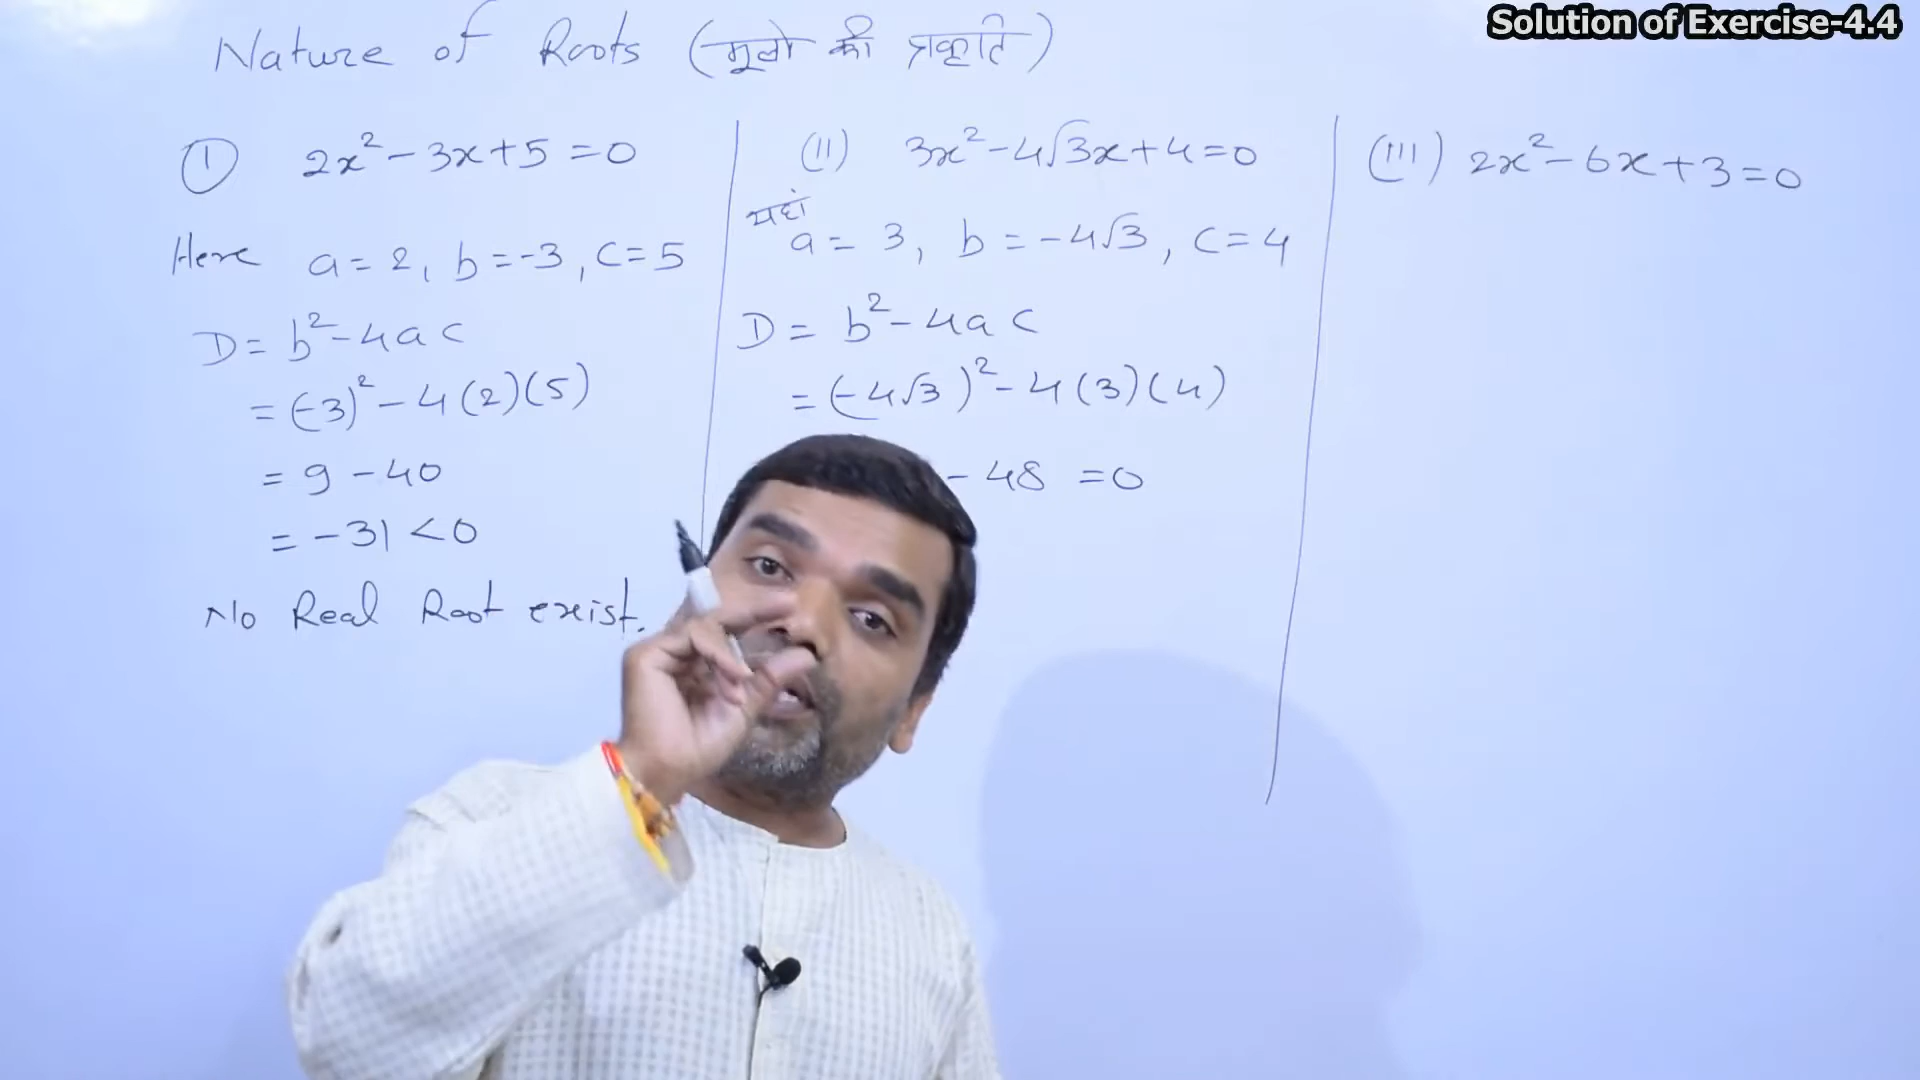 Solution of Exercise-4.4
Nature of Roots (मूलों की प्रकृति)
① 2x² - 3x + 5 = 0
Here a = 2, b = -3, c = 5
D = b² - 4ac
= (-3)² - 4(2)(5)
= 9 - 40
= -31 < 0
No Real Root exist.
(II) 3x² - 4√3x + 4 = 0
यहां
a = 3, b = -4√3, c = 4
D = b² - 4ac
= (-4√3)² - 4(3)(4)
- 48 = 0
(III) 2x² - 6x + 3 = 0